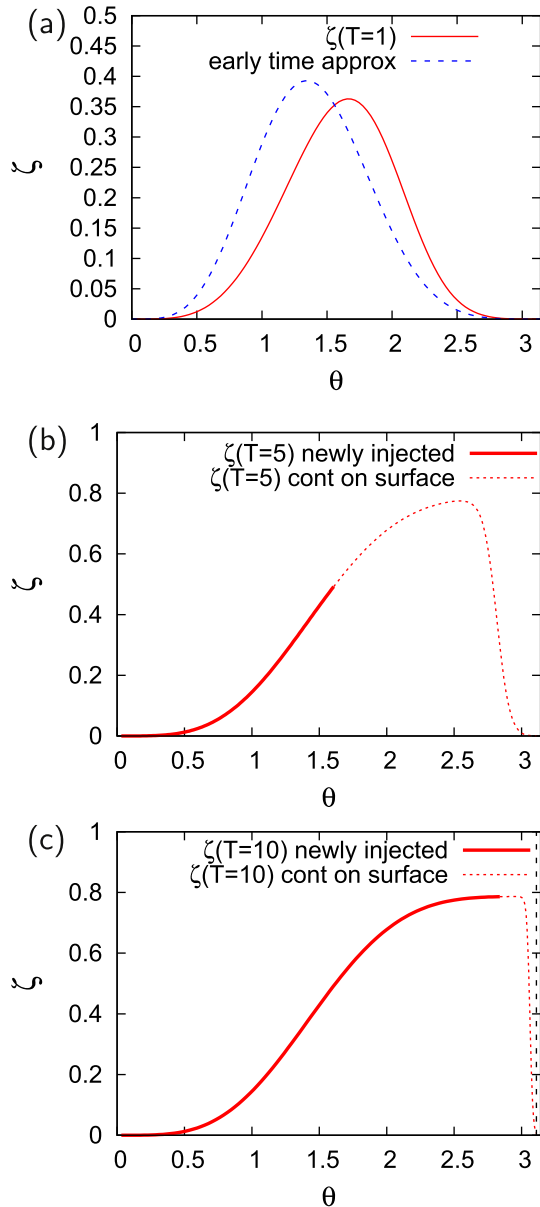 (a)
ζ(T=1)
early time approx
0.5
0.45
0.4
0.35
0.3
0.25
0.2
0.15
0.1
0.05
0
ζ
0 0.5 1 1.5 2 2.5 3
θ
(b)
ζ(T=5) newly injected
ζ(T=5) cont on surface
1
0.8
0.6
0.4
0.2
0
ζ
0 0.5 1 1.5 2 2.5 3
θ
(c)
ζ(T=10) newly injected
ζ(T=10) cont on surface
1
0.8
0.6
0.4
0.2
0
ζ
0 0.5 1 1.5 2 2.5 3
θ